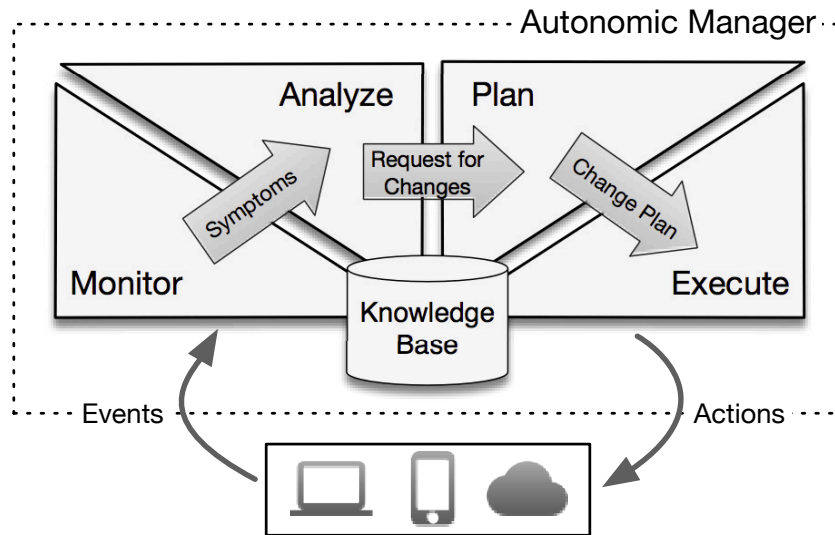 Autonomic Manager
Analyze
Plan
Symptoms
Request for
Changes
Change Plan
Monitor
Execute
Knowledge
Base
Events
Actions